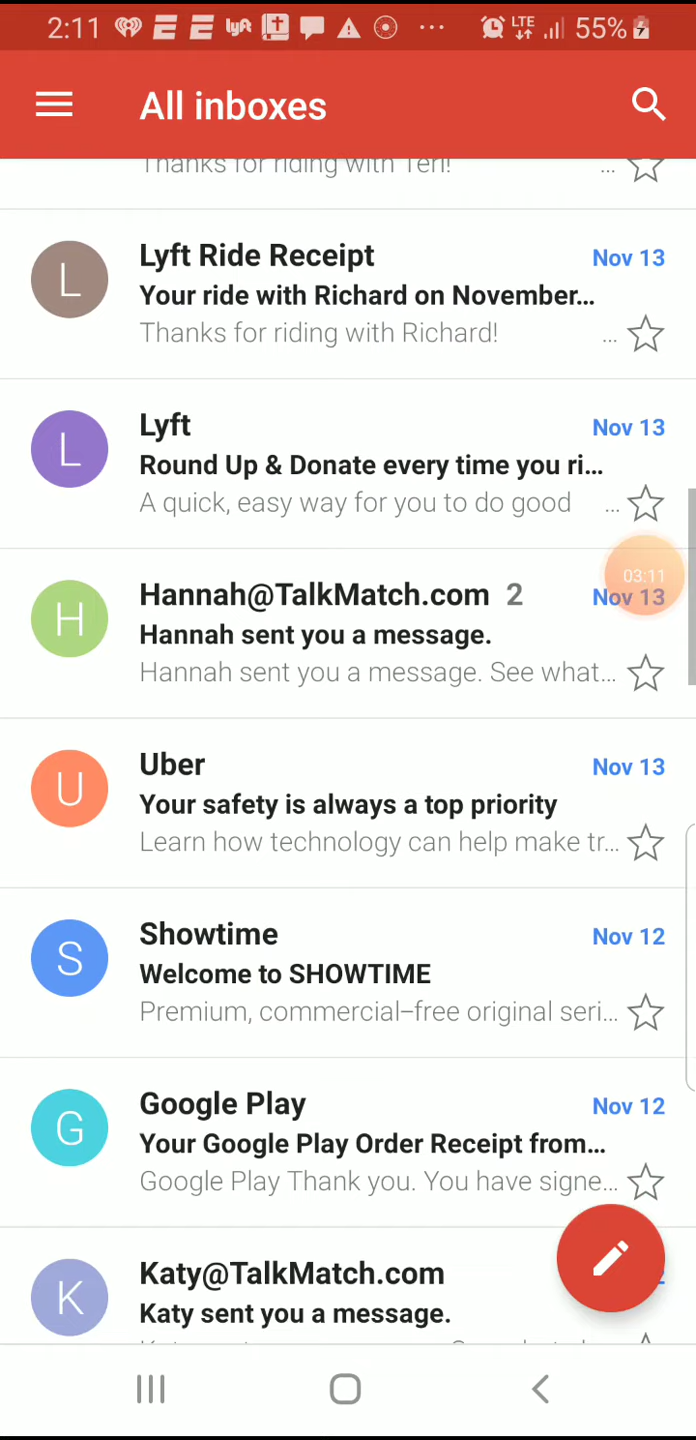 2:11 lyft LTE 55%
All inboxes
Thanks for riding with Teri! ...
L Lyft Ride Receipt Nov 13
Your ride with Richard on November...
Thanks for riding with Richard! ...
L Lyft Nov 13
Round Up & Donate every time you ri...
A quick, easy way for you to do good ...
03:11
H Hannah@TalkMatch.com 2 Nov 13
Hannah sent you a message.
Hannah sent you a message. See what...
U Uber Nov 13
Your safety is always a top priority
Learn how technology can help make tr...
S Showtime Nov 12
Welcome to SHOWTIME
Premium, commercial-free original seri...
G Google Play Nov 12
Your Google Play Order Receipt from...
Google Play Thank you. You have signe...
K Katy@TalkMatch.com
Katy sent you a message.